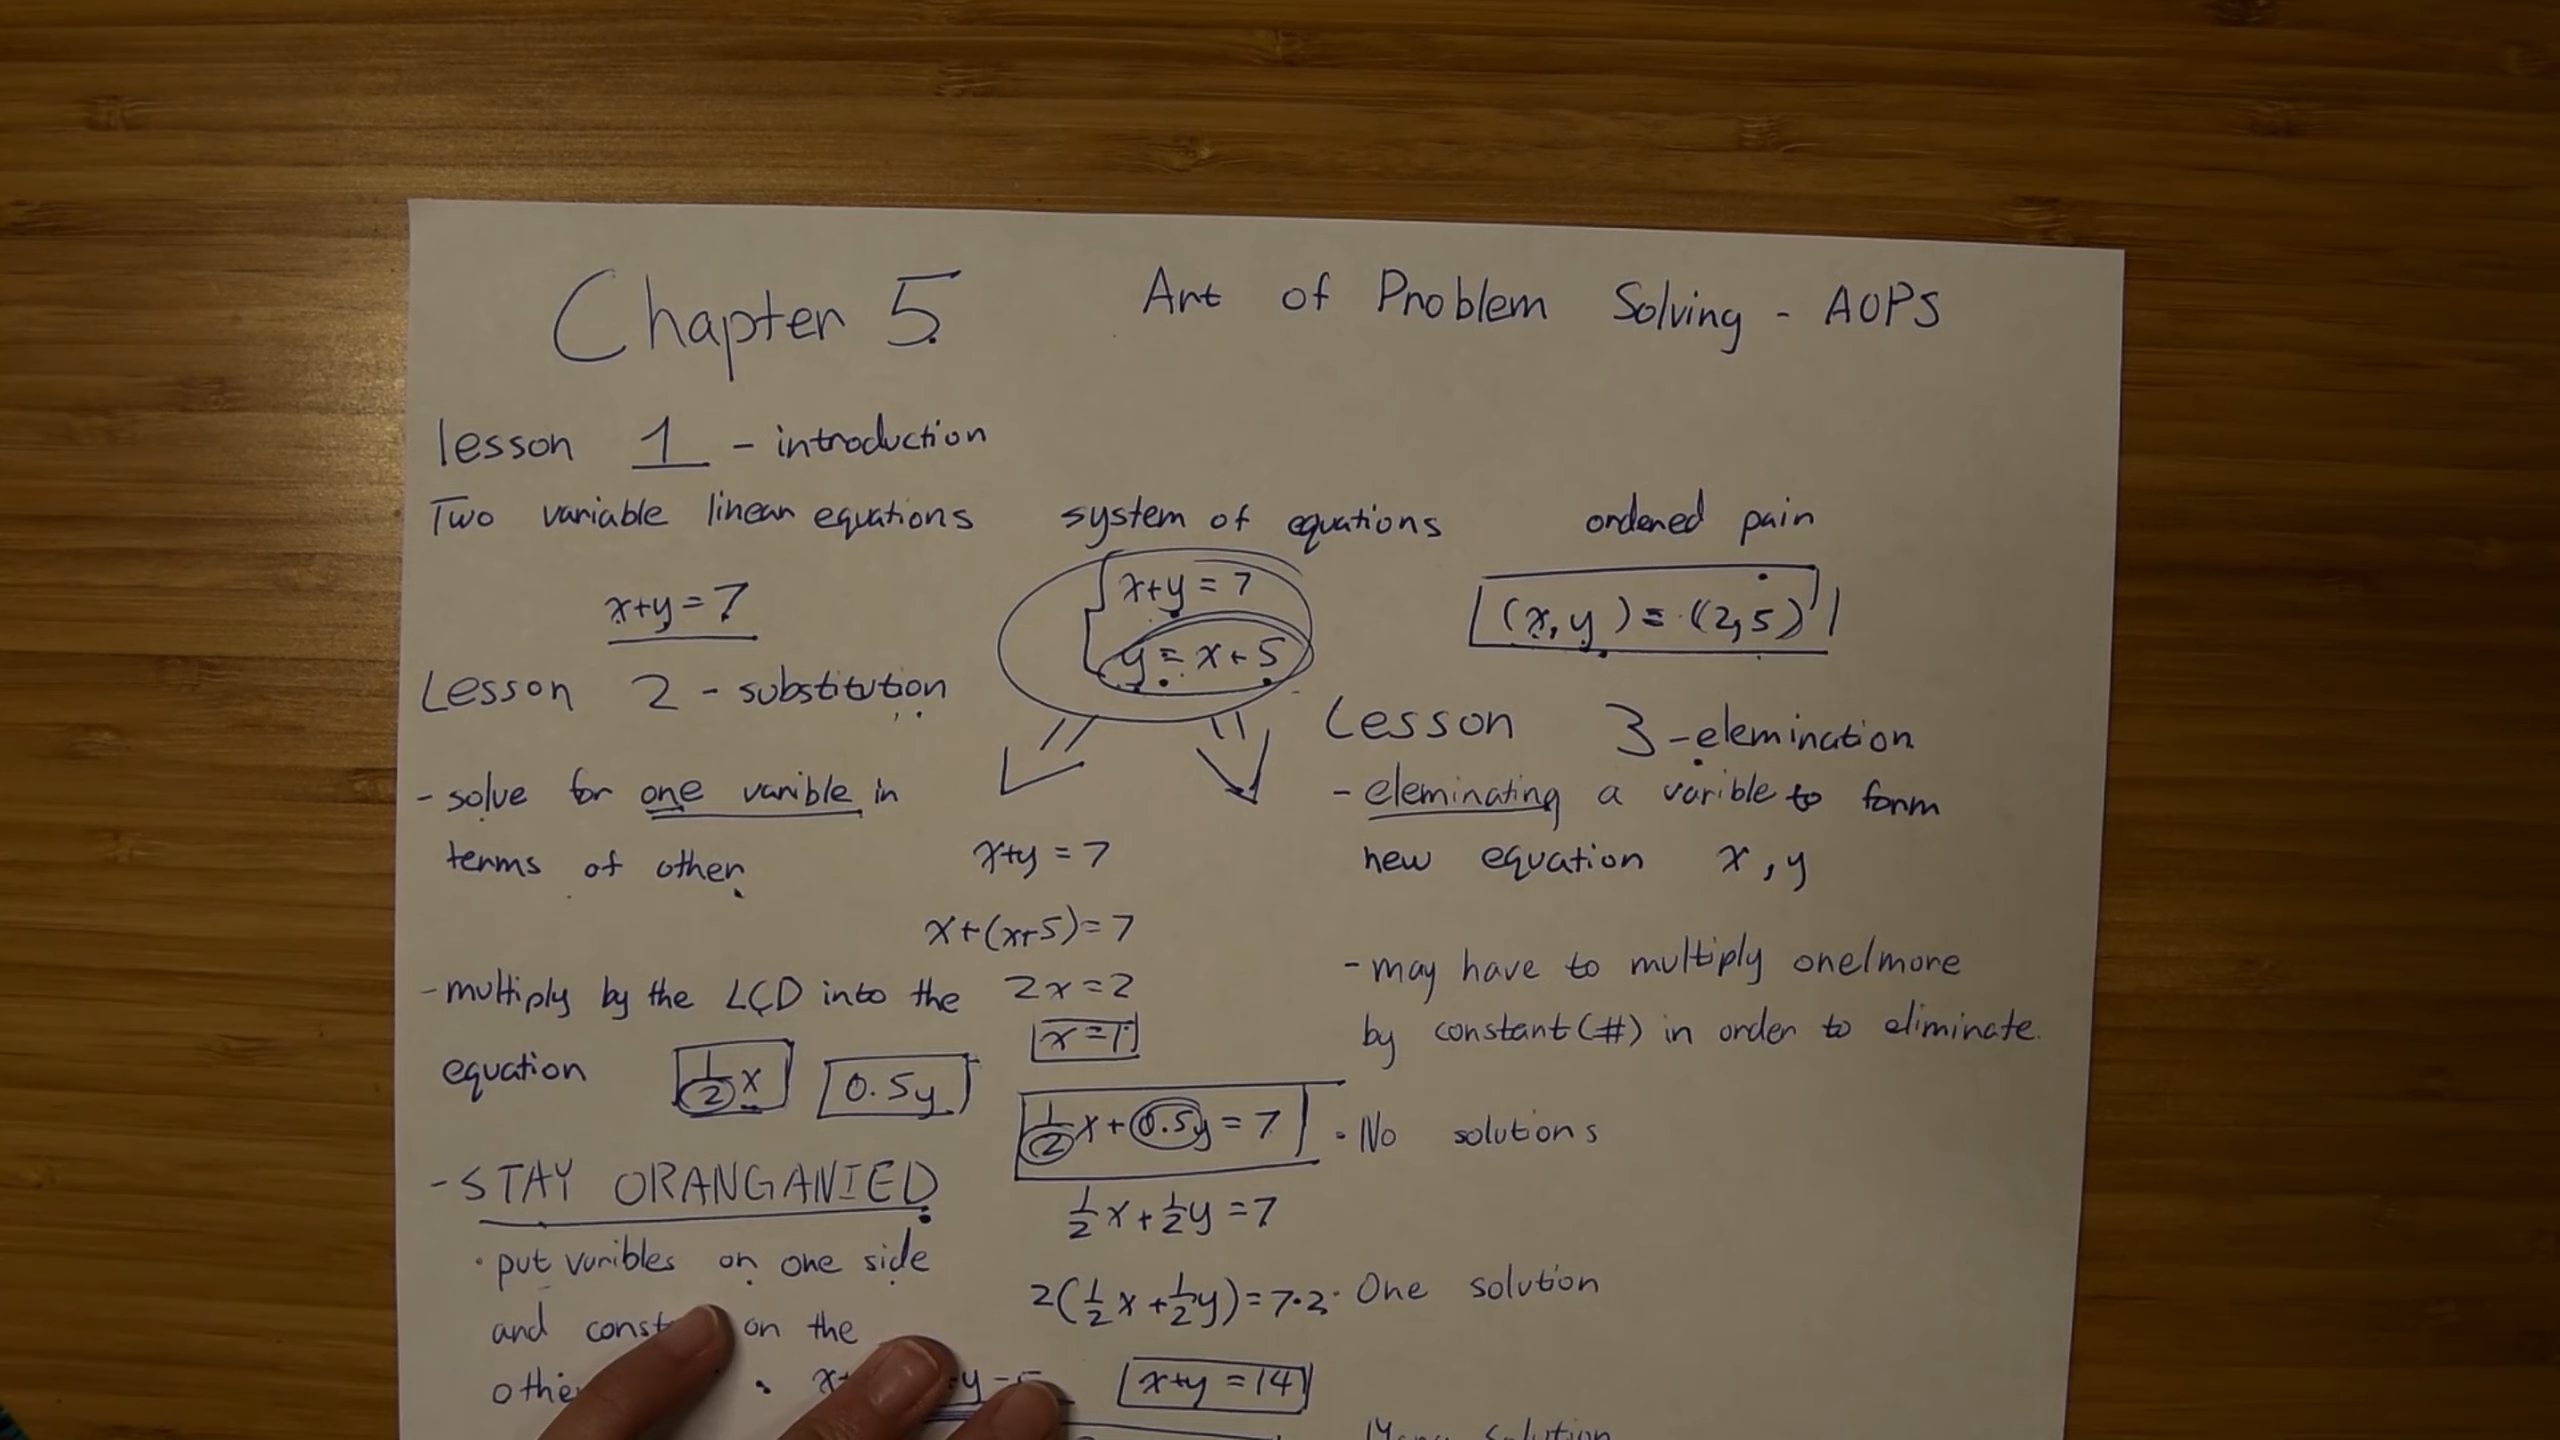 Chapter 5
Art of Problem Solving - AOPS
lesson 1 - introduction
Two variable linear equations
x+y=7
system of equations
x+y=7
y=x+5
ordered pair
(x,y)=(2,5)
Lesson 2 - substitution
- solve for one varible in
terms of other
- multiply by the LCD into the
equation
1/2 x
0.5y
- STAY ORANGANIED
• put varibles on one side
and on the
x+y=7
x+(x+5)=7
2x=2
x=1
1/2 x+0.5y=7
1/2 x+1/2 y=7
2(1/2 x+1/2 y)=7·2
x+y=14
Lesson 3 - elemination
- eleminating a varible to form
new equation x,y
- may have to multiply one/more
by constant(#) in order to eliminate.
• No solutions
• One solution
solution